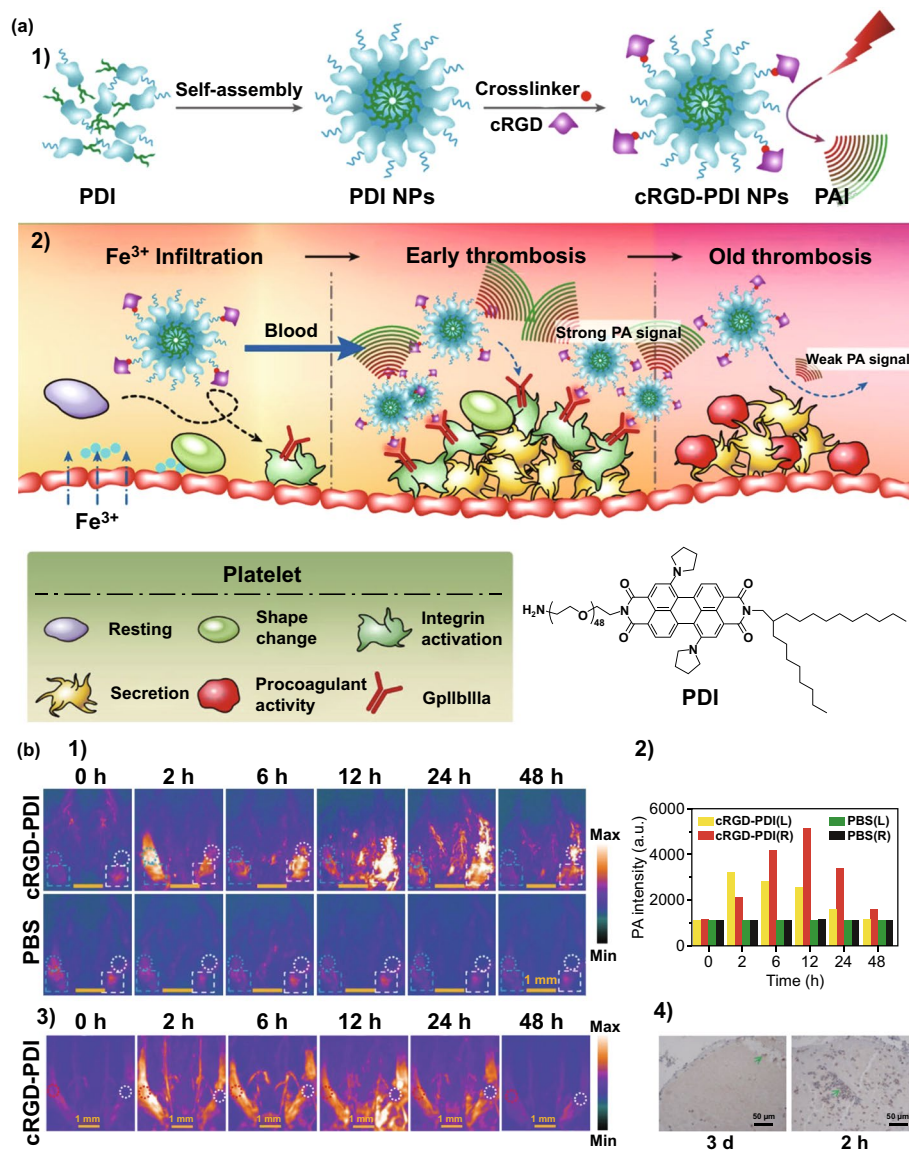 (a)
1)
Self-assembly
Crosslinker
cRGD
PDI
PDI NPs
cRGD-PDI NPs
PAI
2)
Fe³⁺ Infiltration
Early thrombosis
Old thrombosis
Blood
Strong PA signal
Weak PA signal
Fe³⁺
Platelet
Resting
Shape change
Integrin activation
Secretion
Procoagulant activity
GpIIbIIIa
H₂N
O
48
N
O
O
N
N
O
O
N
PDI
(b)
1)
0 h 2 h 6 h 12 h 24 h 48 h
cRGD-PDI
PBS
1 mm
Max
Min
2)
PA intensity (a.u.)
6000
4000
2000
0
cRGD-PDI(L)
cRGD-PDI(R)
PBS(L)
PBS(R)
0 2 6 12 24 48
Time (h)
3)
0 h 2 h 6 h 12 h 24 h 48 h
cRGD-PDI
1 mm 1 mm 1 mm 1 mm 1 mm 1 mm
Max
Min
4)
50 µm
50 µm
3 d
2 h